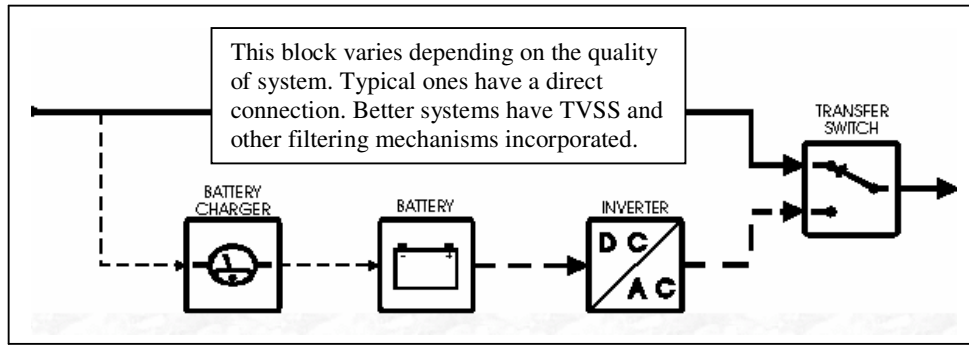 This block varies depending on the quality
of system. Typical ones have a direct
connection. Better systems have TVSS and
other filtering mechanisms incorporated.
TRANSFER
SWITCH
BATTERY
CHARGER
BATTERY
INVERTER
D C
A C
- +